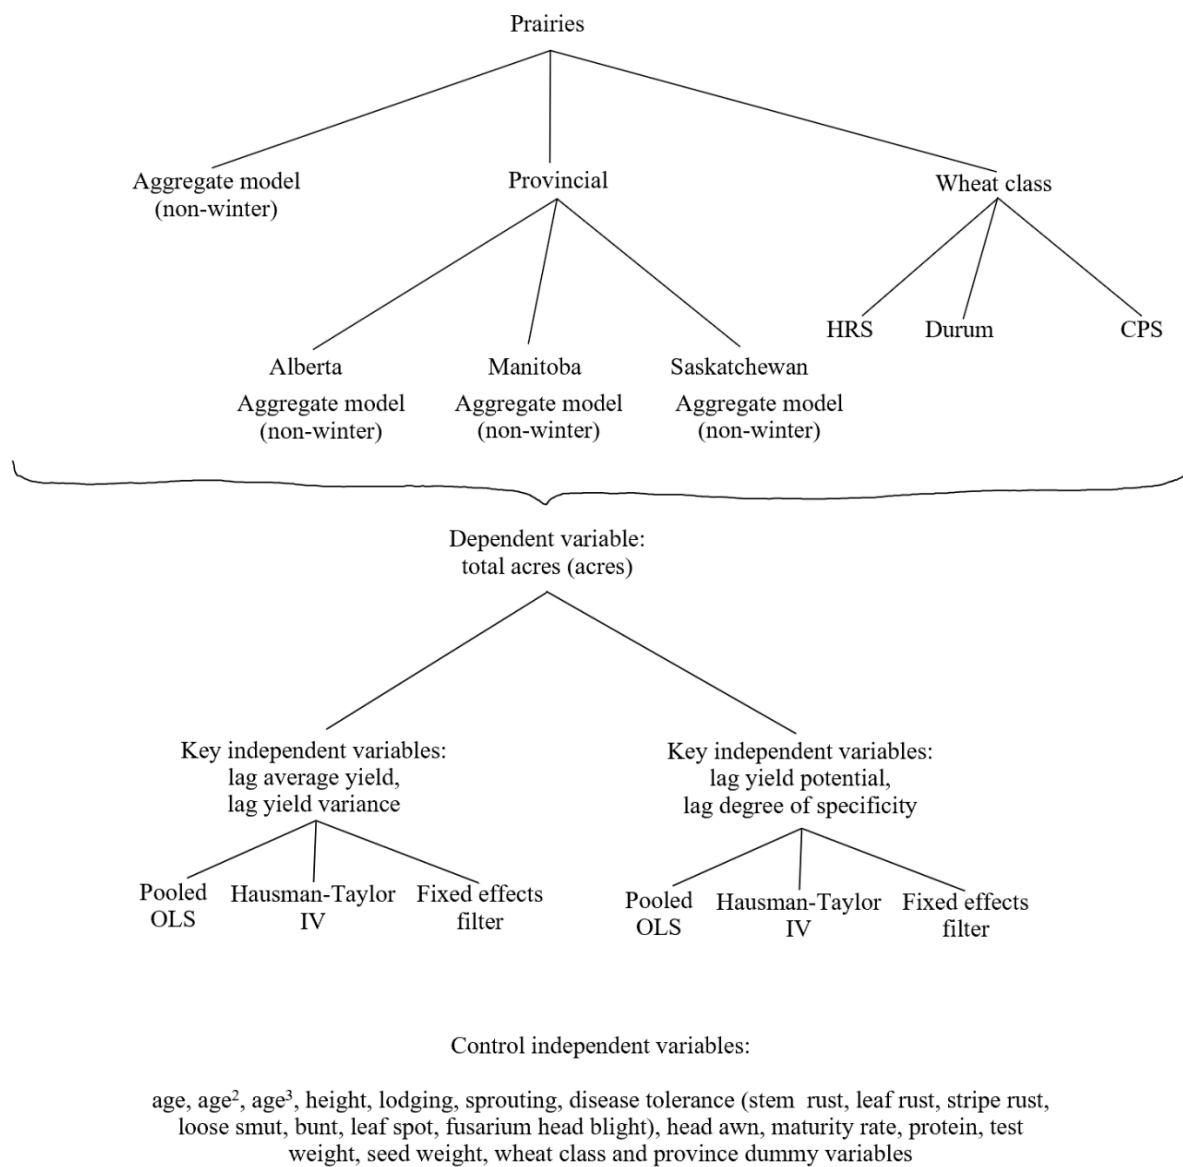 Prairies
Aggregate model
(non-winter)
Provincial
Wheat class
HRS
Durum
CPS
Alberta
Aggregate model
(non-winter)
Manitoba
Aggregate model
(non-winter)
Saskatchewan
Aggregate model
(non-winter)
Dependent variable:
total acres (acres)
Key independent variables:
lag average yield,
lag yield variance
Pooled
OLS
Hausman-Taylor
IV
Fixed effects
filter
Key independent variables:
lag yield potential,
lag degree of specificity
Pooled
OLS
Hausman-Taylor
IV
Fixed effects
filter
Control independent variables:
age, age², age³, height, lodging, sprouting, disease tolerance (stem rust, leaf rust, stripe rust,
loose smut, bunt, leaf spot, fusarium head blight), head awn, maturity rate, protein, test
weight, seed weight, wheat class and province dummy variables